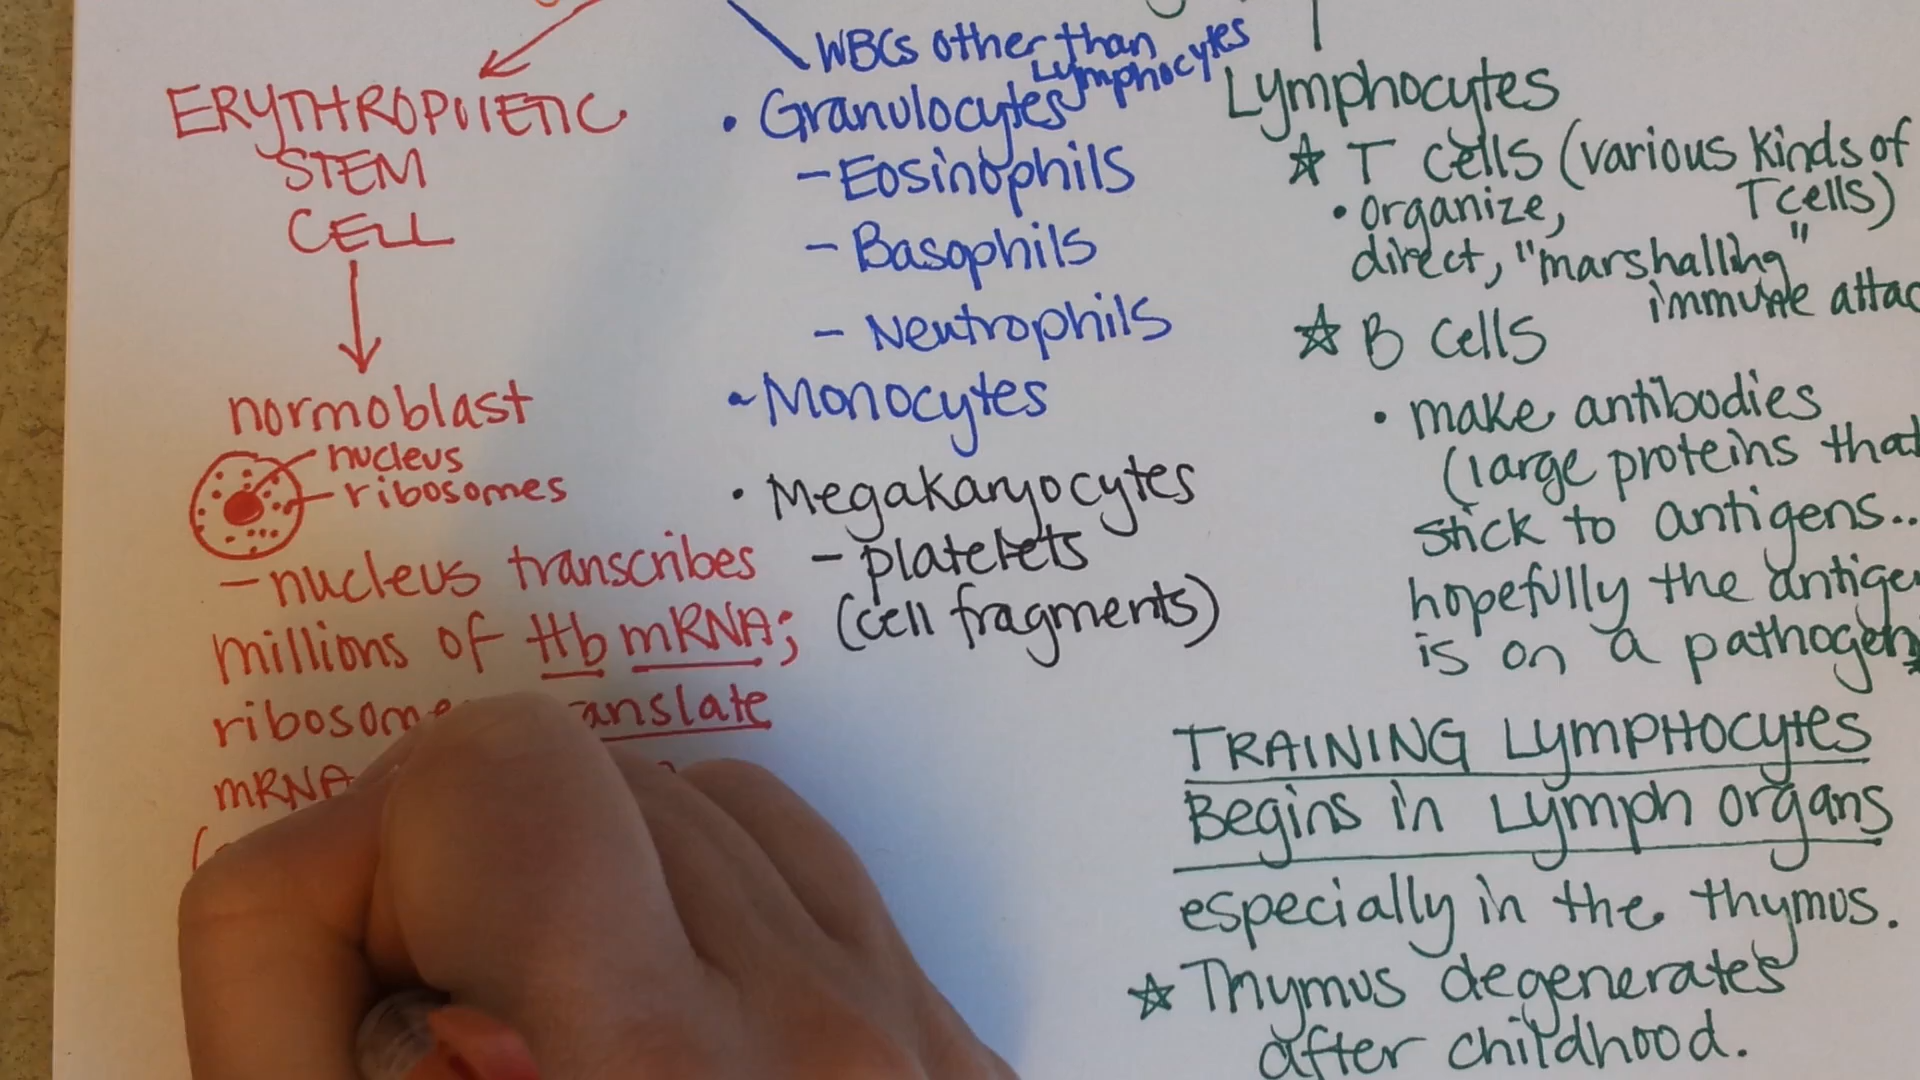 ERYTHROPOIETIC
STEM
CELL
normoblast
nucleus
ribosomes
– nucleus transcribes
millions of Hb mRNA;
mRNA
WBCs other than
Lymphocytes
• Granulocytes
– Eosinophils
– Basophils
– Neutrophils
• Monocytes
• Megakaryocytes
– platelets
(cell fragments)
Lymphocytes
☆ T cells (various kinds of
T cells)
• organize,
direct, "marshalling"
immune
☆ B cells
• make antibodies
(large proteins that
stick to antigens...
hopefully the
is on a pathogen
TRAINING LYMPHOCYTES
Begins in Lymph organs
especially in the thymus.
☆ Thymus degenerates
after childhood.